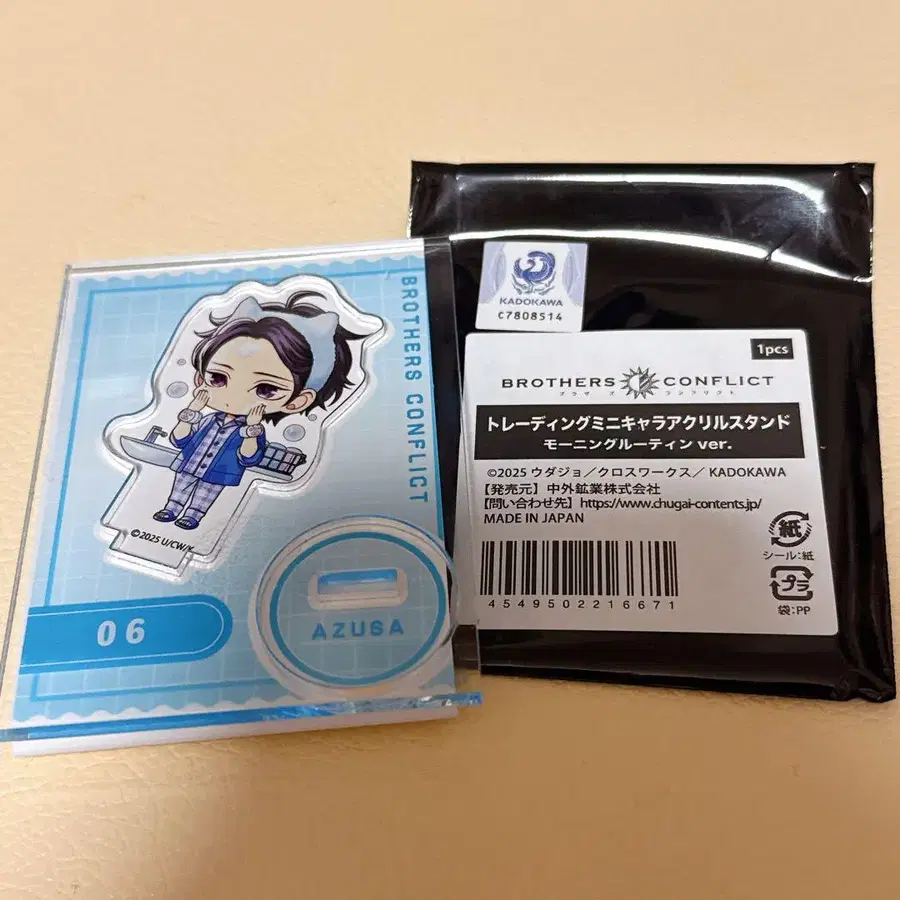 BROTHERS CONFLICT
©2025 U/CW/K
06
AZUSA
KADOKAWA
C7808514
1pcs
BROTHERS CONFLICT
ブラザーズ コンフリクト
トレーディングミニキャラアクリルスタンド
モーニングルーティン ver.
©2025 ウダジョ／クロスワークス／ KADOKAWA
【発売元】中外鉱業株式会社
【問い合わせ先】https://www.chugai-contents.jp/
MADE IN JAPAN
紙
シール:紙
プラ
袋:PP
4549502216671